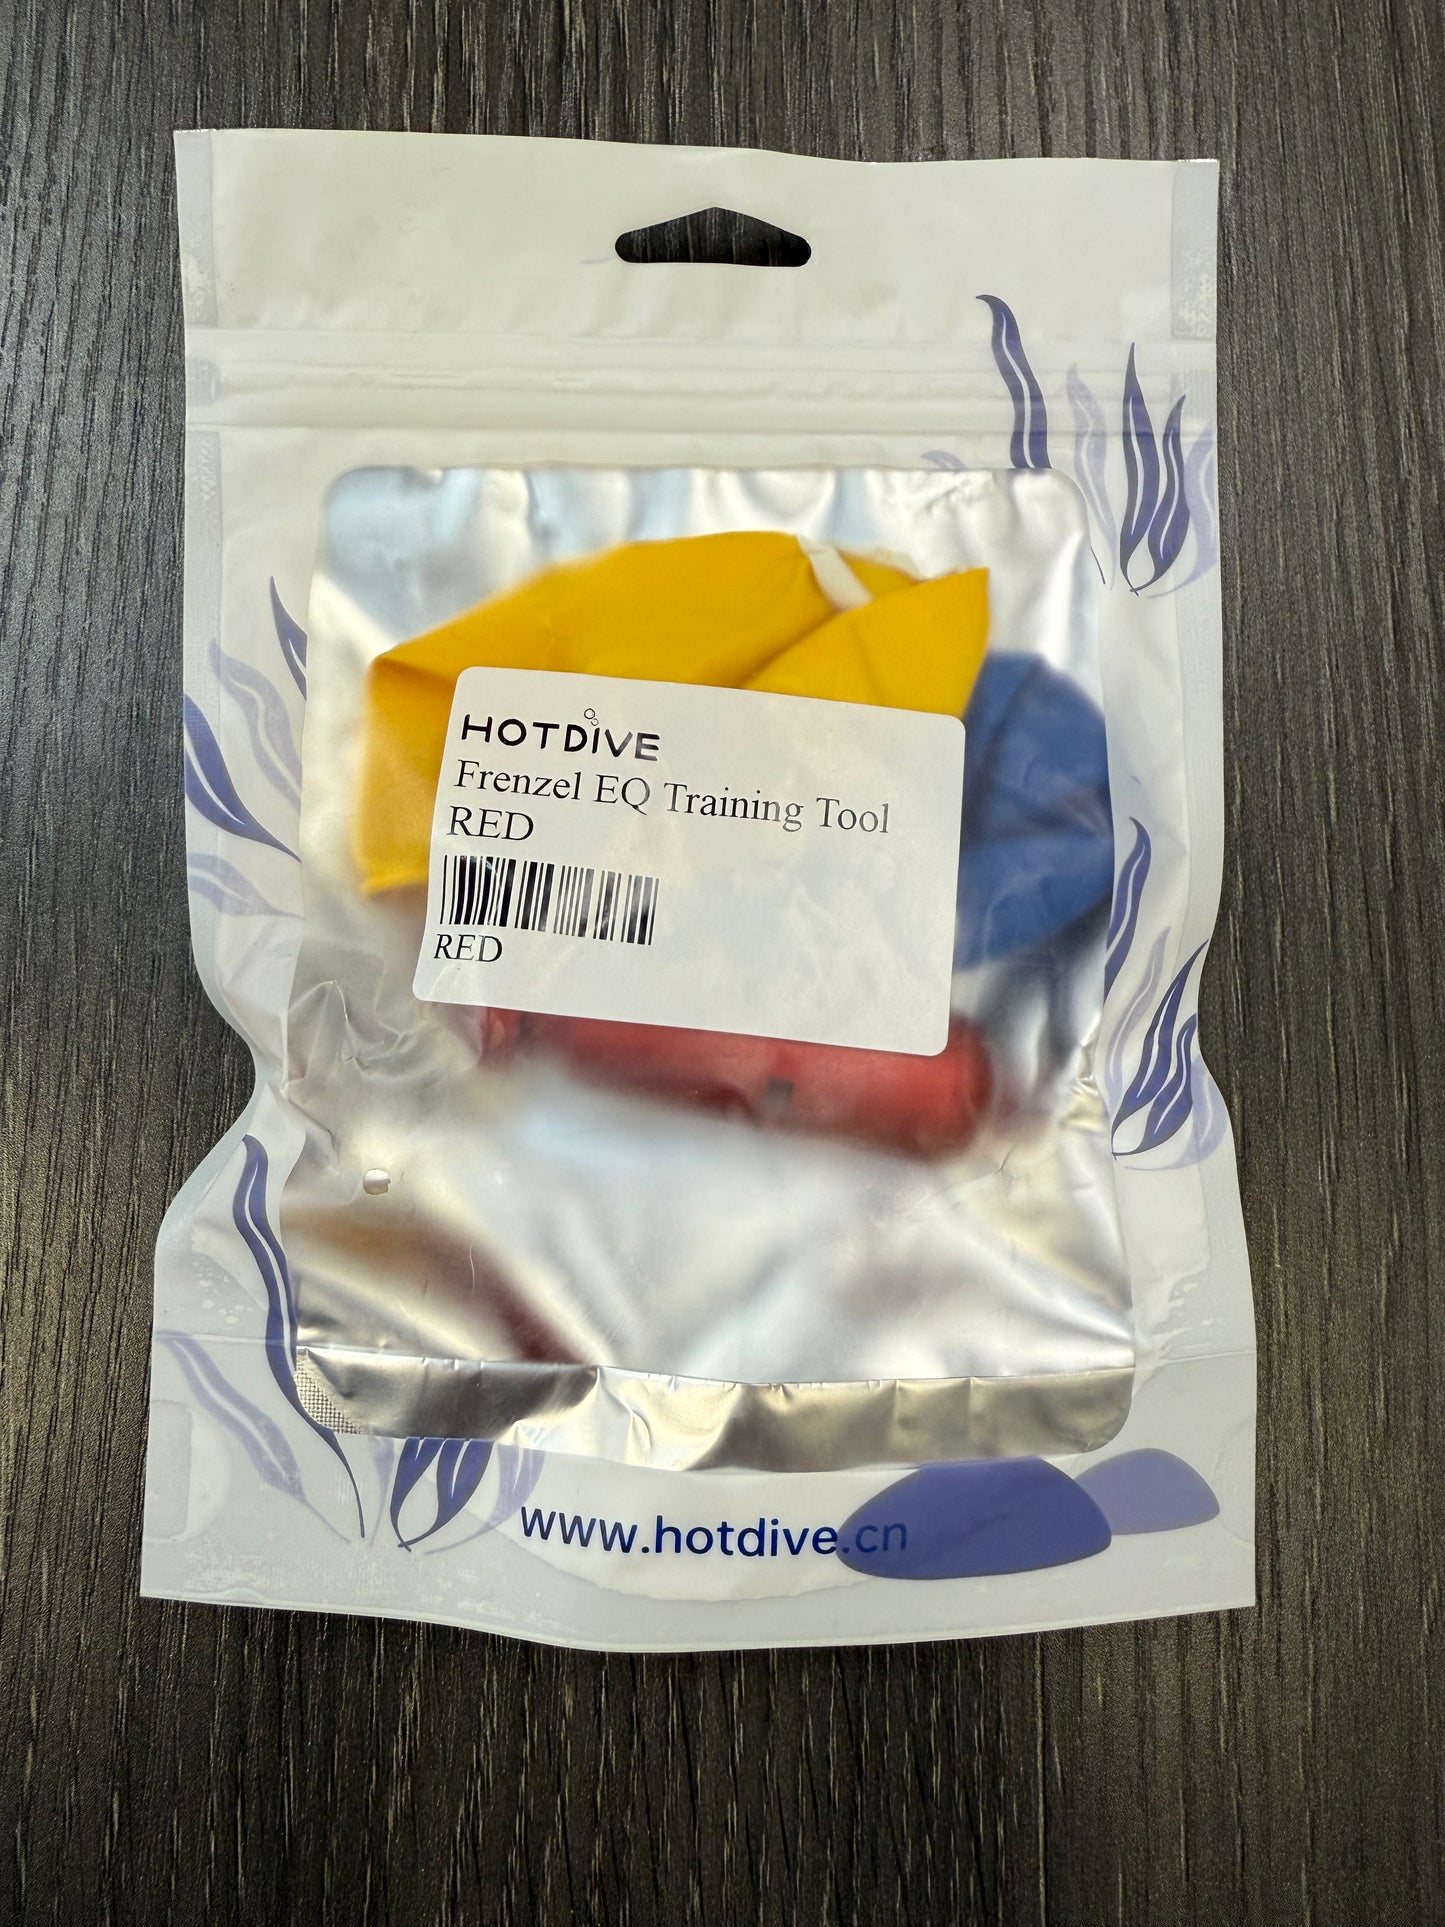 HOTDIVE
Frenzel EQ Training Tool
RED
RED
www.hotdive.cn